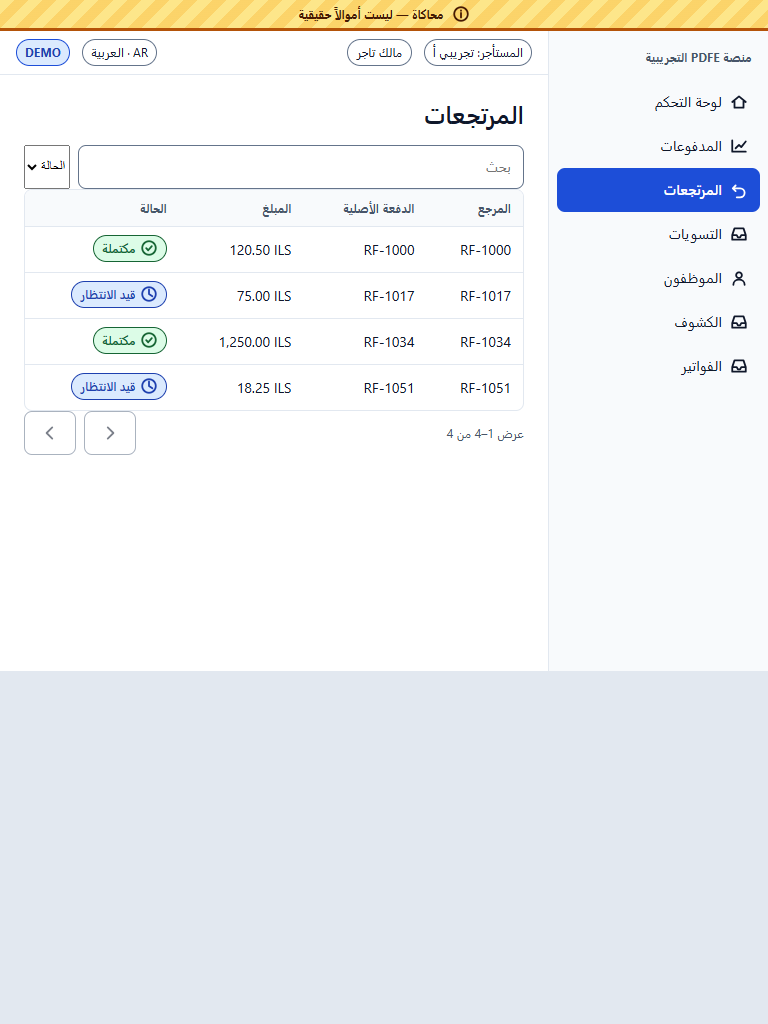 محاكاة — ليست أموالاً حقيقية
منصة PDFE التجريبية
لوحة التحكم
المدفوعات
المرتجعات
التسويات
الموظفون
الكشوف
الفواتير
المستأجر: تجريبي أ
مالك تاجر
AR · العربية
DEMO
المرتجعات
بحث
الحالة
المرجع الدفعة الأصلية المبلغ الحالة
RF-1000 RF-1000 120.50 ILS مكتملة
RF-1017 RF-1017 75.00 ILS قيد الانتظار
RF-1034 RF-1034 1,250.00 ILS مكتملة
RF-1051 RF-1051 18.25 ILS قيد الانتظار
عرض 1–4 من 4